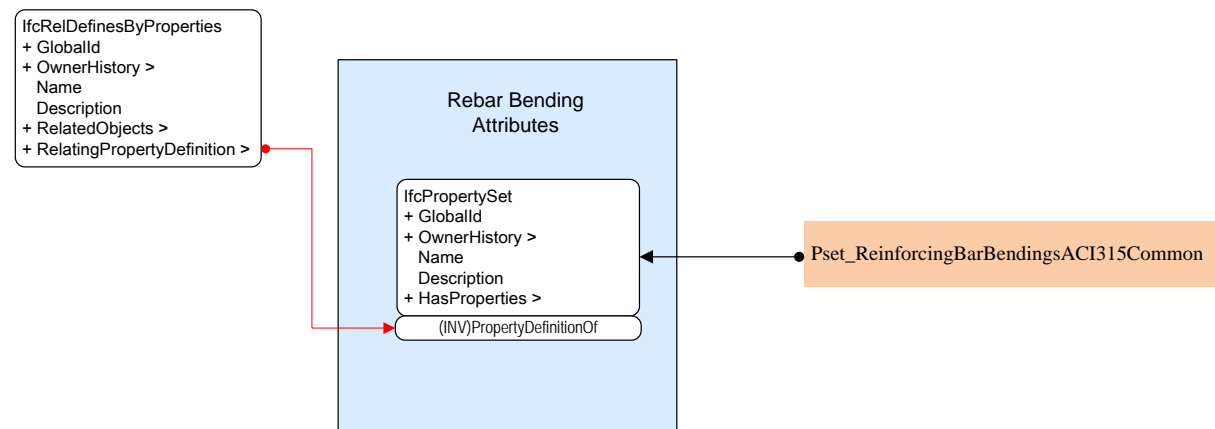 IfcRelDefinesByProperties
+ GlobalId
+ OwnerHistory >
Name
Description
+ RelatedObjects >
+ RelatingPropertyDefinition >
Rebar Bending
Attributes
IfcPropertySet
+ GlobalId
+ OwnerHistory >
Name
Description
+ HasProperties >
(INV)PropertyDefinitionOf
Pset_ReinforcingBarBendingsACI315Common